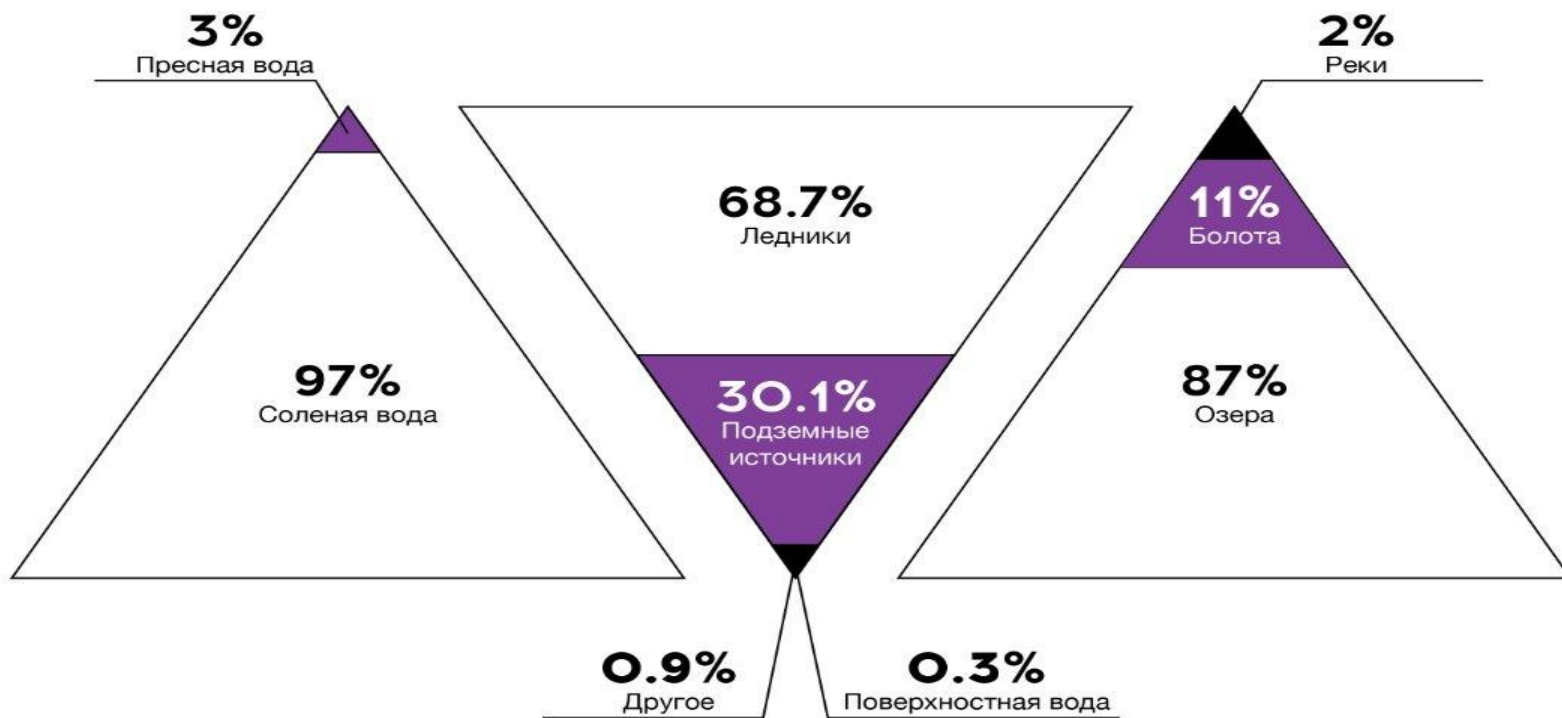 3%
Пресная вода
97%
Соленая вода
68.7%
Ледники
30.1%
Подземные
источники
0.9%
Другое
0.3%
Поверхностная вода
2%
Реки
11%
Болота
87%
Озера